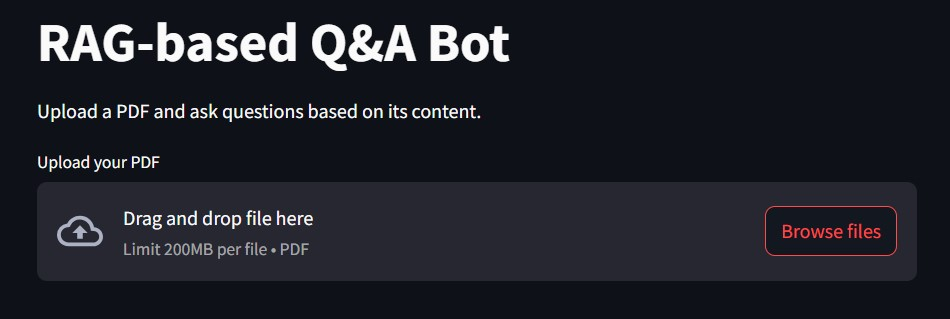 RAG-based Q&A Bot
Upload a PDF and ask questions based on its content.
Upload your PDF
Drag and drop file here
Limit 200MB per file • PDF
Browse files